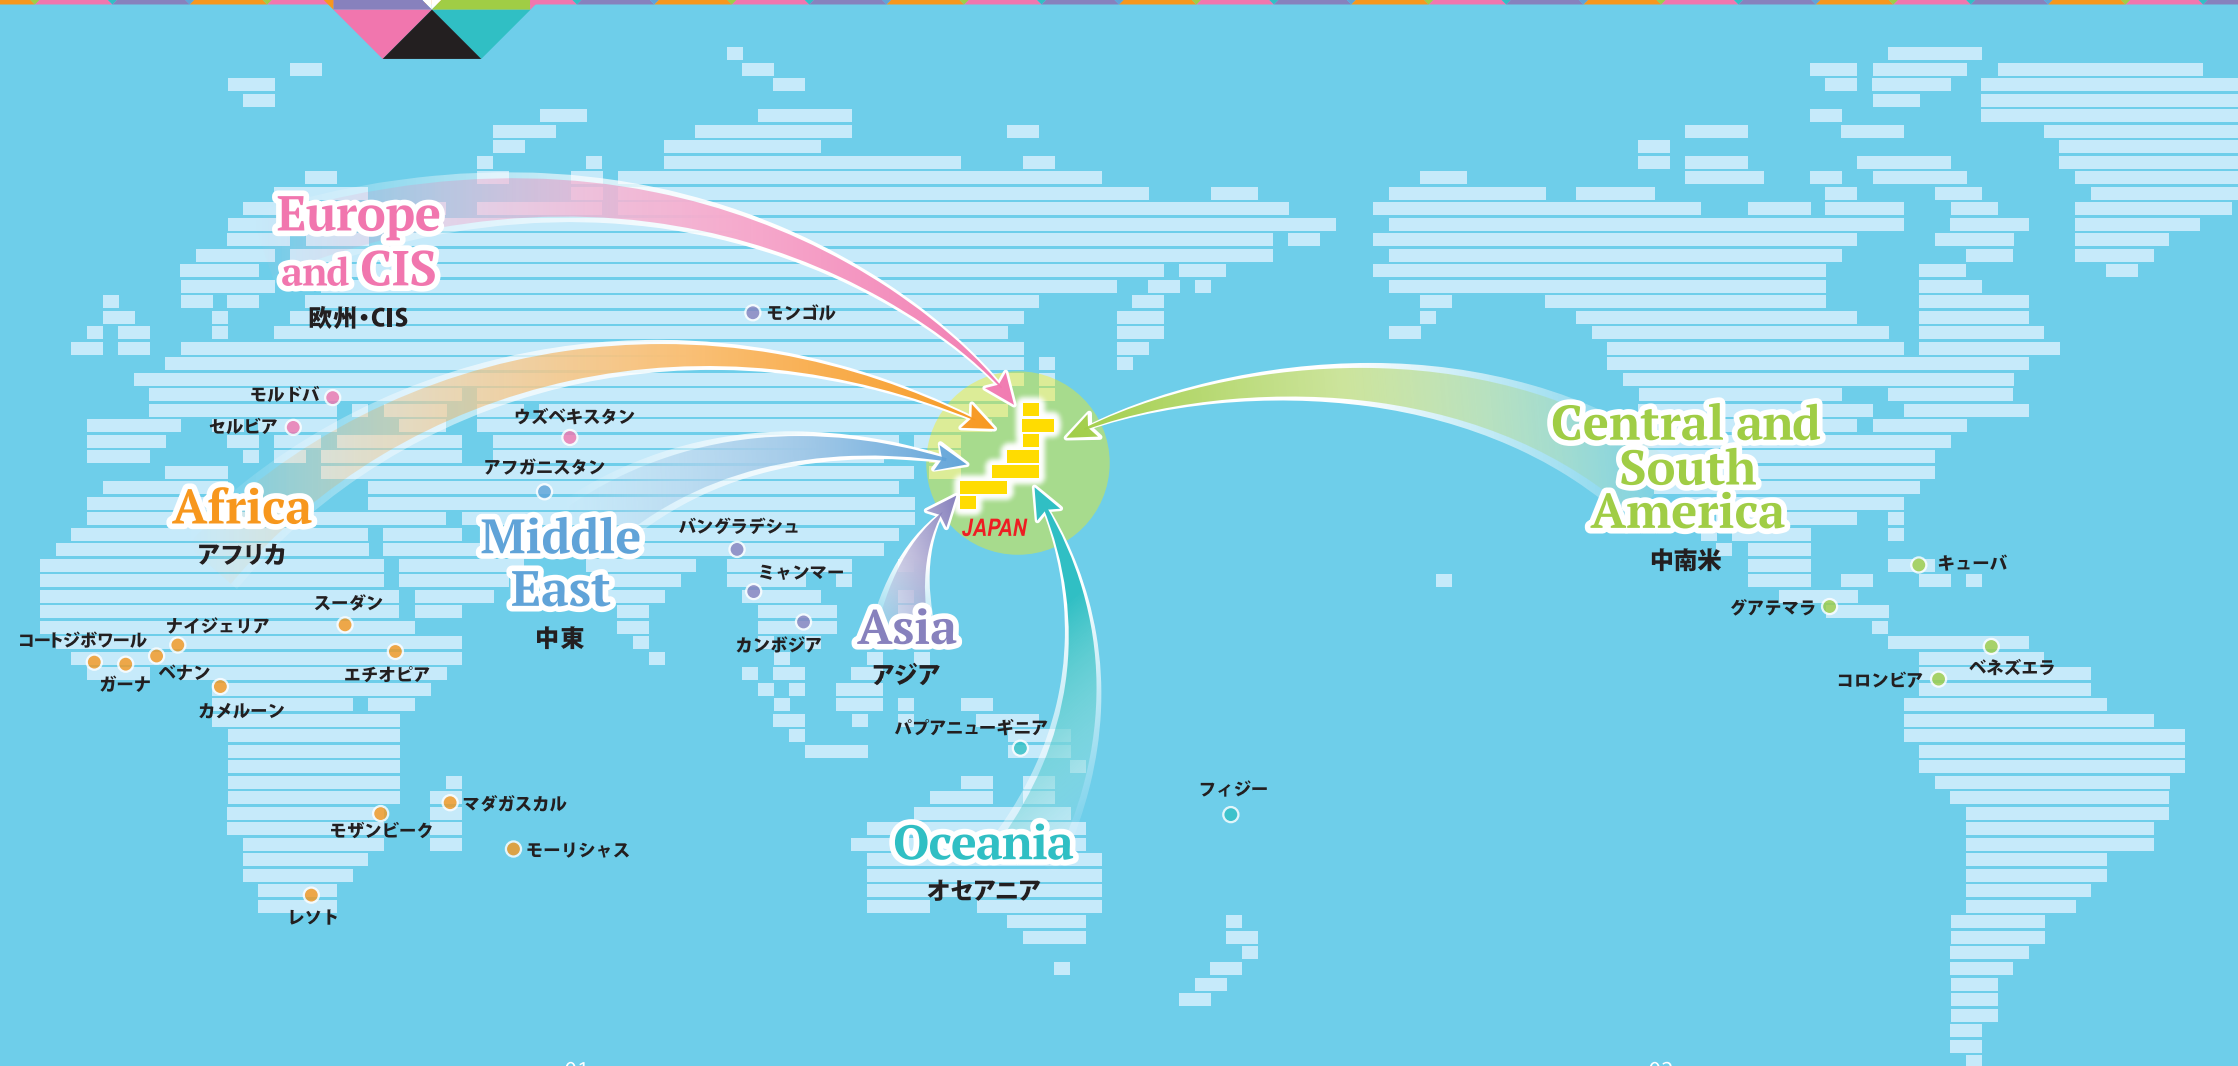 Europe
and CIS
欧州・CIS
モンゴル
モルドバ
セルビア
ウズベキスタン
アフガニスタン
Africa
アフリカ
Middle
East
中東
バングラデシュ
ミャンマー
カンボジア
JAPAN
Asia
アジア
Central and
South
America
中南米
キューバ
グアテマラ
ベネズエラ
コロンビア
スーダン
ナイジェリア
コートジボワール
ベナン
ガーナ
エチオピア
カメルーン
パプアニューギニア
マダガスカル
モザンビーク
モーリシャス
レソト
フィジー
Oceania
オセアニア